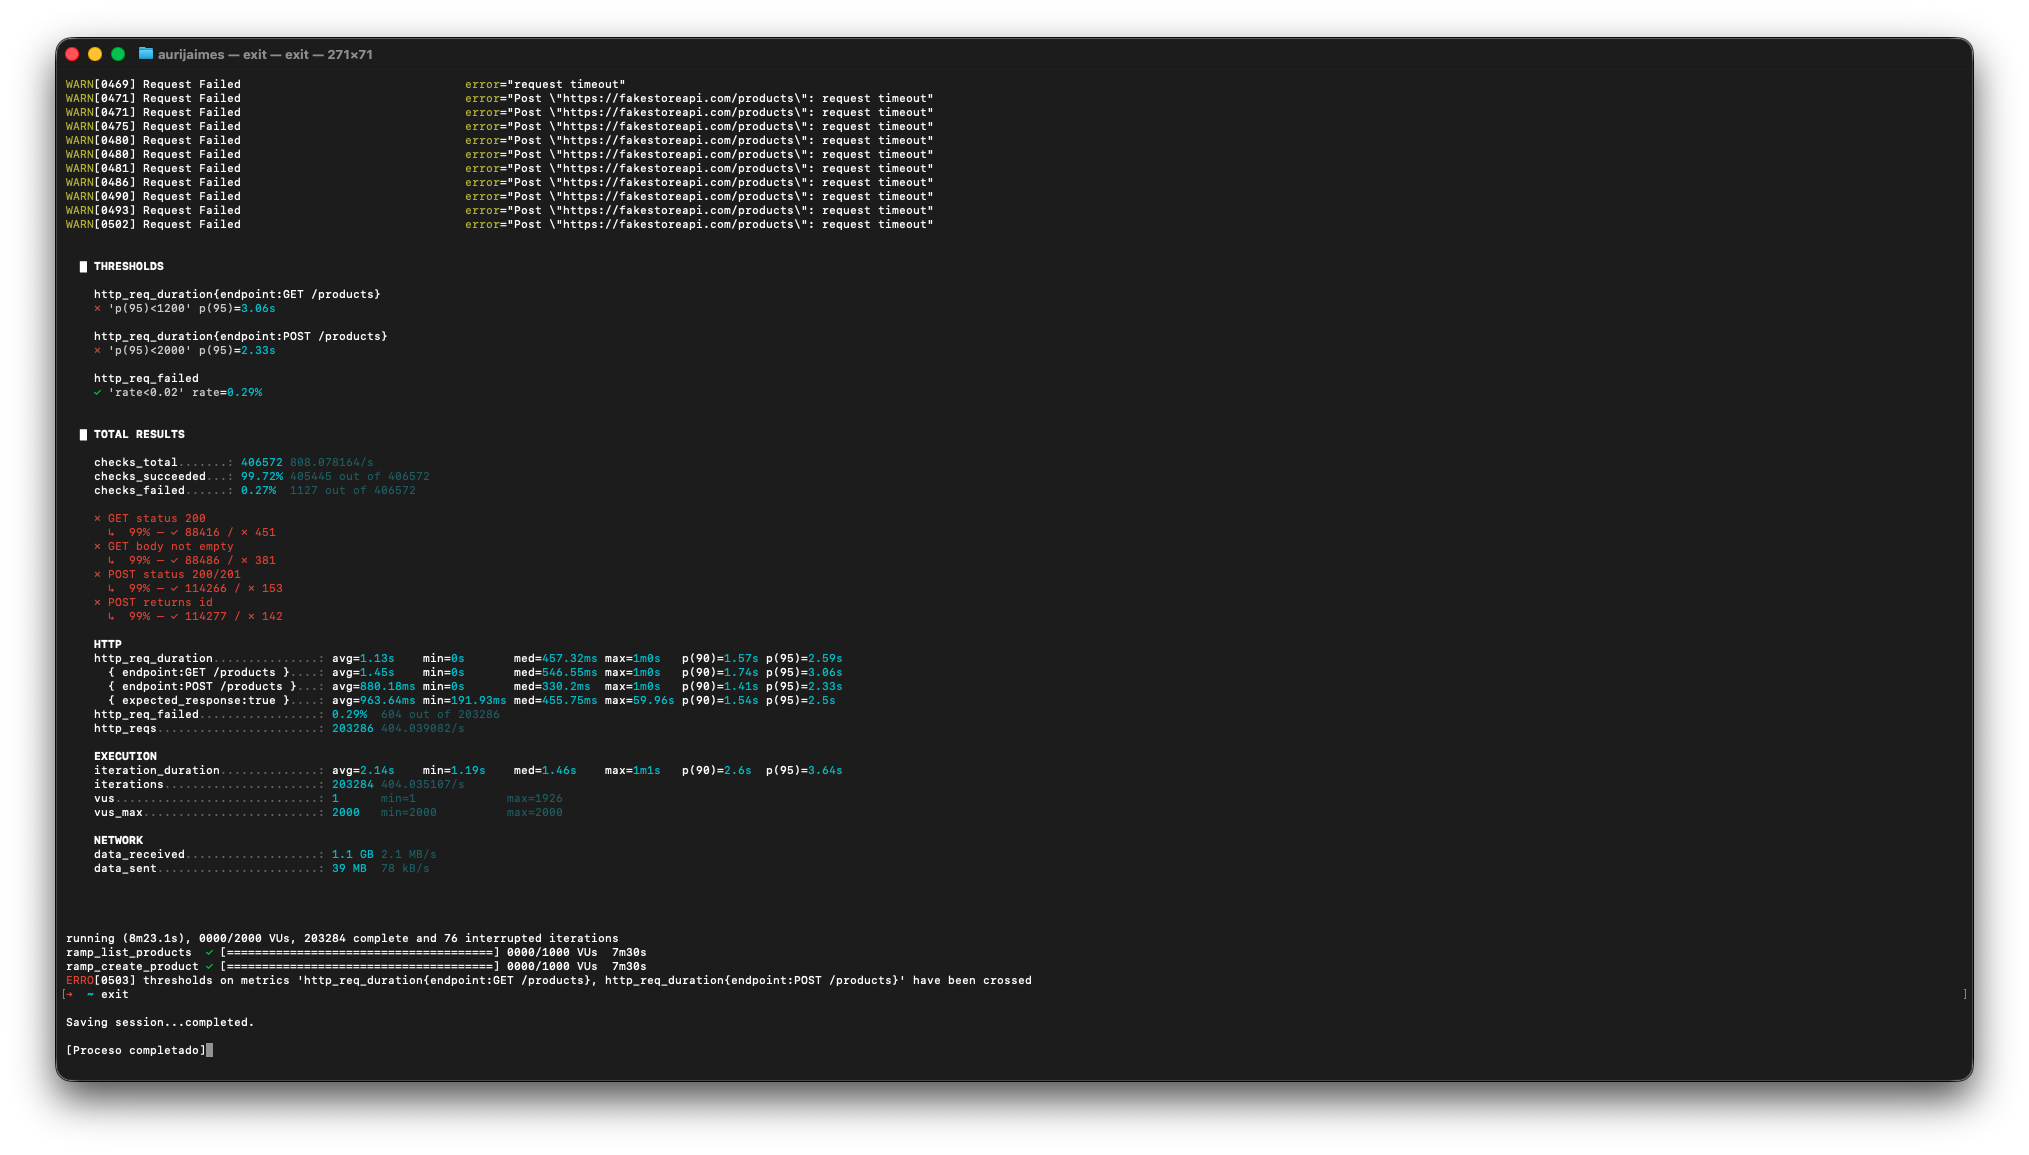 aurijaimes — exit — exit — 271×71
WARN[0469] Request Failed                                error="request timeout"
WARN[0471] Request Failed                                error="Post \"https://fakestoreapi.com/products\": request timeout"
WARN[0471] Request Failed                                error="Post \"https://fakestoreapi.com/products\": request timeout"
WARN[0475] Request Failed                                error="Post \"https://fakestoreapi.com/products\": request timeout"
WARN[0480] Request Failed                                error="Post \"https://fakestoreapi.com/products\": request timeout"
WARN[0480] Request Failed                                error="Post \"https://fakestoreapi.com/products\": request timeout"
WARN[0481] Request Failed                                error="Post \"https://fakestoreapi.com/products\": request timeout"
WARN[0486] Request Failed                                error="Post \"https://fakestoreapi.com/products\": request timeout"
WARN[0490] Request Failed                                error="Post \"https://fakestoreapi.com/products\": request timeout"
WARN[0493] Request Failed                                error="Post \"https://fakestoreapi.com/products\": request timeout"
WARN[0502] Request Failed                                error="Post \"https://fakestoreapi.com/products\": request timeout"
█ THRESHOLDS
http_req_duration{endpoint:GET /products}
✗ 'p(95)<1200' p(95)=3.06s
http_req_duration{endpoint:POST /products}
✗ 'p(95)<2000' p(95)=2.33s
http_req_failed
✓ 'rate<0.02' rate=0.29%
█ TOTAL RESULTS
checks_total.......: 406572 808.078164/s
checks_succeeded...: 99.72% 405445 out of 406572
checks_failed......: 0.27%  1127 out of 406572
✗ GET status 200
↳  99% — ✓ 88416 / ✗ 451
✗ GET body not empty
↳  99% — ✓ 88486 / ✗ 381
✗ POST status 200/201
↳  99% — ✓ 114266 / ✗ 153
✗ POST returns id
↳  99% — ✓ 114277 / ✗ 142
HTTP
http_req_duration...............: avg=1.13s    min=0s       med=457.32ms max=1m0s   p(90)=1.57s p(95)=2.59s
{ endpoint:GET /products }....: avg=1.45s    min=0s       med=546.55ms max=1m0s   p(90)=1.74s p(95)=3.06s
{ endpoint:POST /products }...: avg=880.18ms min=0s       med=330.2ms  max=1m0s   p(90)=1.41s p(95)=2.33s
{ expected_response:true }....: avg=963.64ms min=191.93ms med=455.75ms max=59.96s p(90)=1.54s p(95)=2.5s
http_req_failed.................: 0.29%  604 out of 203286
http_reqs.......................: 203286 404.039082/s
EXECUTION
iteration_duration..............: avg=2.14s    min=1.19s    med=1.46s    max=1m1s   p(90)=2.6s  p(95)=3.64s
iterations......................: 203284 404.035107/s
vus.............................: 1      min=1             max=1926
vus_max.........................: 2000   min=2000          max=2000
NETWORK
data_received...................: 1.1 GB 2.1 MB/s
data_sent.......................: 39 MB  78 kB/s
running (8m23.1s), 0000/2000 VUs, 203284 complete and 76 interrupted iterations
ramp_list_products  ✓ [======================================] 0000/1000 VUs  7m30s
ramp_create_product ✓ [======================================] 0000/1000 VUs  7m30s
ERRO[0503] thresholds on metrics 'http_req_duration{endpoint:GET /products}, http_req_duration{endpoint:POST /products}' have been crossed
[➜  ~ exit ]
Saving session...completed.
[Proceso completado]